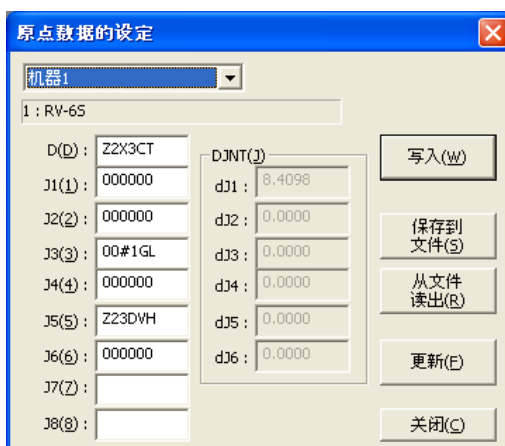 原点数据的设定
机器1
1 : RV-6S
D(D) : Z2X3CT
J1(1) : 000000
J2(2) : 000000
J3(3) : 00#1GL
J4(4) : 000000
J5(5) : Z23DVH
J6(6) : 000000
J7(7) :
J8(8) :
DJNT(J)
dJ1 : 8.4098
dJ2 : 0.0000
dJ3 : 0.0000
dJ4 : 0.0000
dJ5 : 0.0000
dJ6 : 0.0000
写入(W)
保存到
文件(S)
从文件
读出(R)
更新(F)
关闭(C)